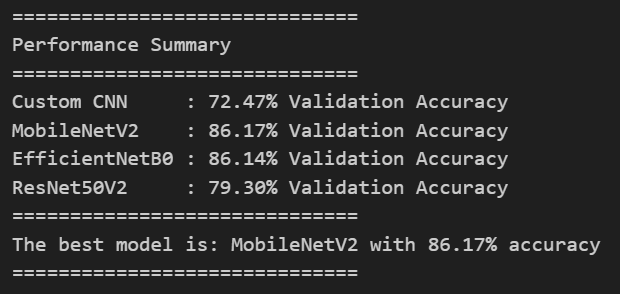 ==============================
Performance Summary
==============================
Custom CNN     : 72.47% Validation Accuracy
MobileNetV2    : 86.17% Validation Accuracy
EfficientNetB0 : 86.14% Validation Accuracy
ResNet50V2     : 79.30% Validation Accuracy
==============================
The best model is: MobileNetV2 with 86.17% accuracy
==============================